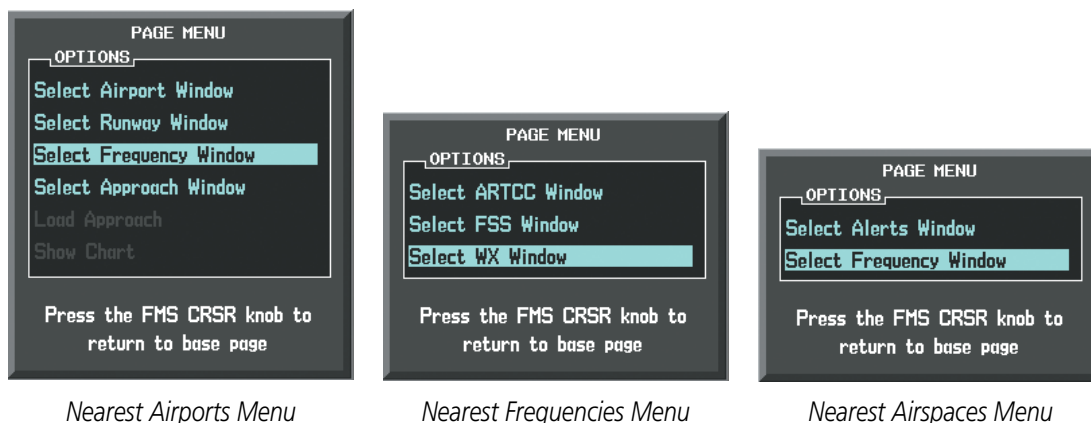 PAGE MENU
OPTIONS
Select Airport Window
Select Runway Window
Select Frequency Window
Select Approach Window
Load Approach
Show Chart
Press the FMS CRSR knob to
return to base page
Nearest Airports Menu
PAGE MENU
OPTIONS
Select ARTCC Window
Select FSS Window
Select WX Window
Press the FMS CRSR knob to
return to base page
Nearest Frequencies Menu
PAGE MENU
OPTIONS
Select Alerts Window
Select Frequency Window
Press the FMS CRSR knob to
return to base page
Nearest Airspaces Menu